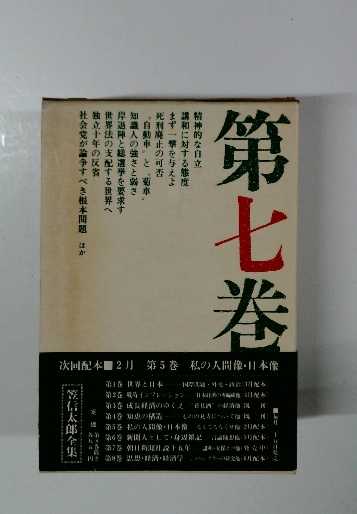 第七巻
精神的な自立
講和に対する態度
まず一撃を与えよ
死刑廃止の可否
〝自動車〟と〝菊車〟
知識人の強さと弱さ
岸退陣と総選挙を要求す
世界法の支配する世界へ
独立十年の反省
社会党が論争すべき根本問題 ほか
次回配本■2月 第5巻 私の人間像・日本像
第1巻 世界と日本
第2巻 戦時インフレーション
第3巻 成長経済のゆくえ
第4巻 知恵の構造
第5巻 私の人間像・日本像
第6巻 新聞人として・身辺雑記
第7巻 朝日新聞社説十五年
第8巻 思想・経済・経済学
笠信太郎全集
定価